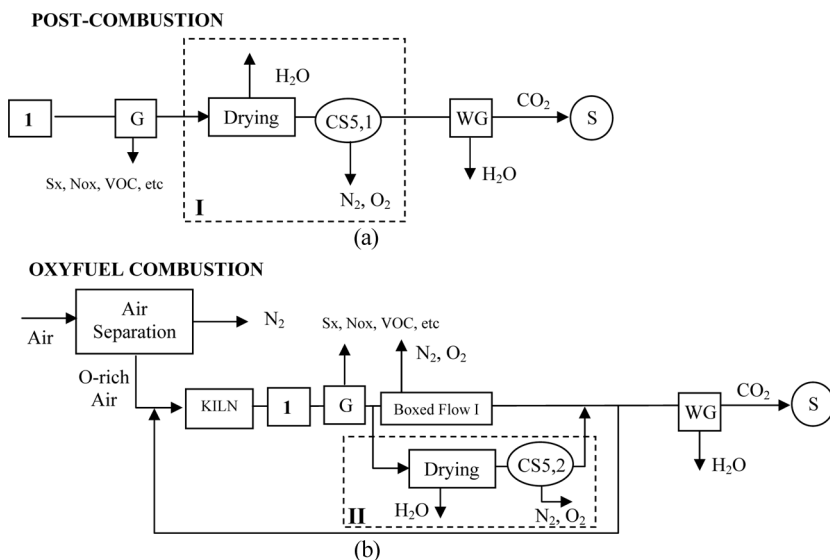 POST-COMBUSTION
H₂O
1
G
Drying
CS5,1
WG
CO₂
S
Sx, Nox, VOC, etc
N₂, O₂
H₂O
I
(a)
OXYFUEL COMBUSTION
Air
Separation
N₂
Air
Sx, Nox, VOC, etc
N₂, O₂
O-rich
Air
KILN
1
G
Boxed Flow I
WG
CO₂
S
Drying
CS5,2
H₂O
H₂O
N₂, O₂
II
(b)